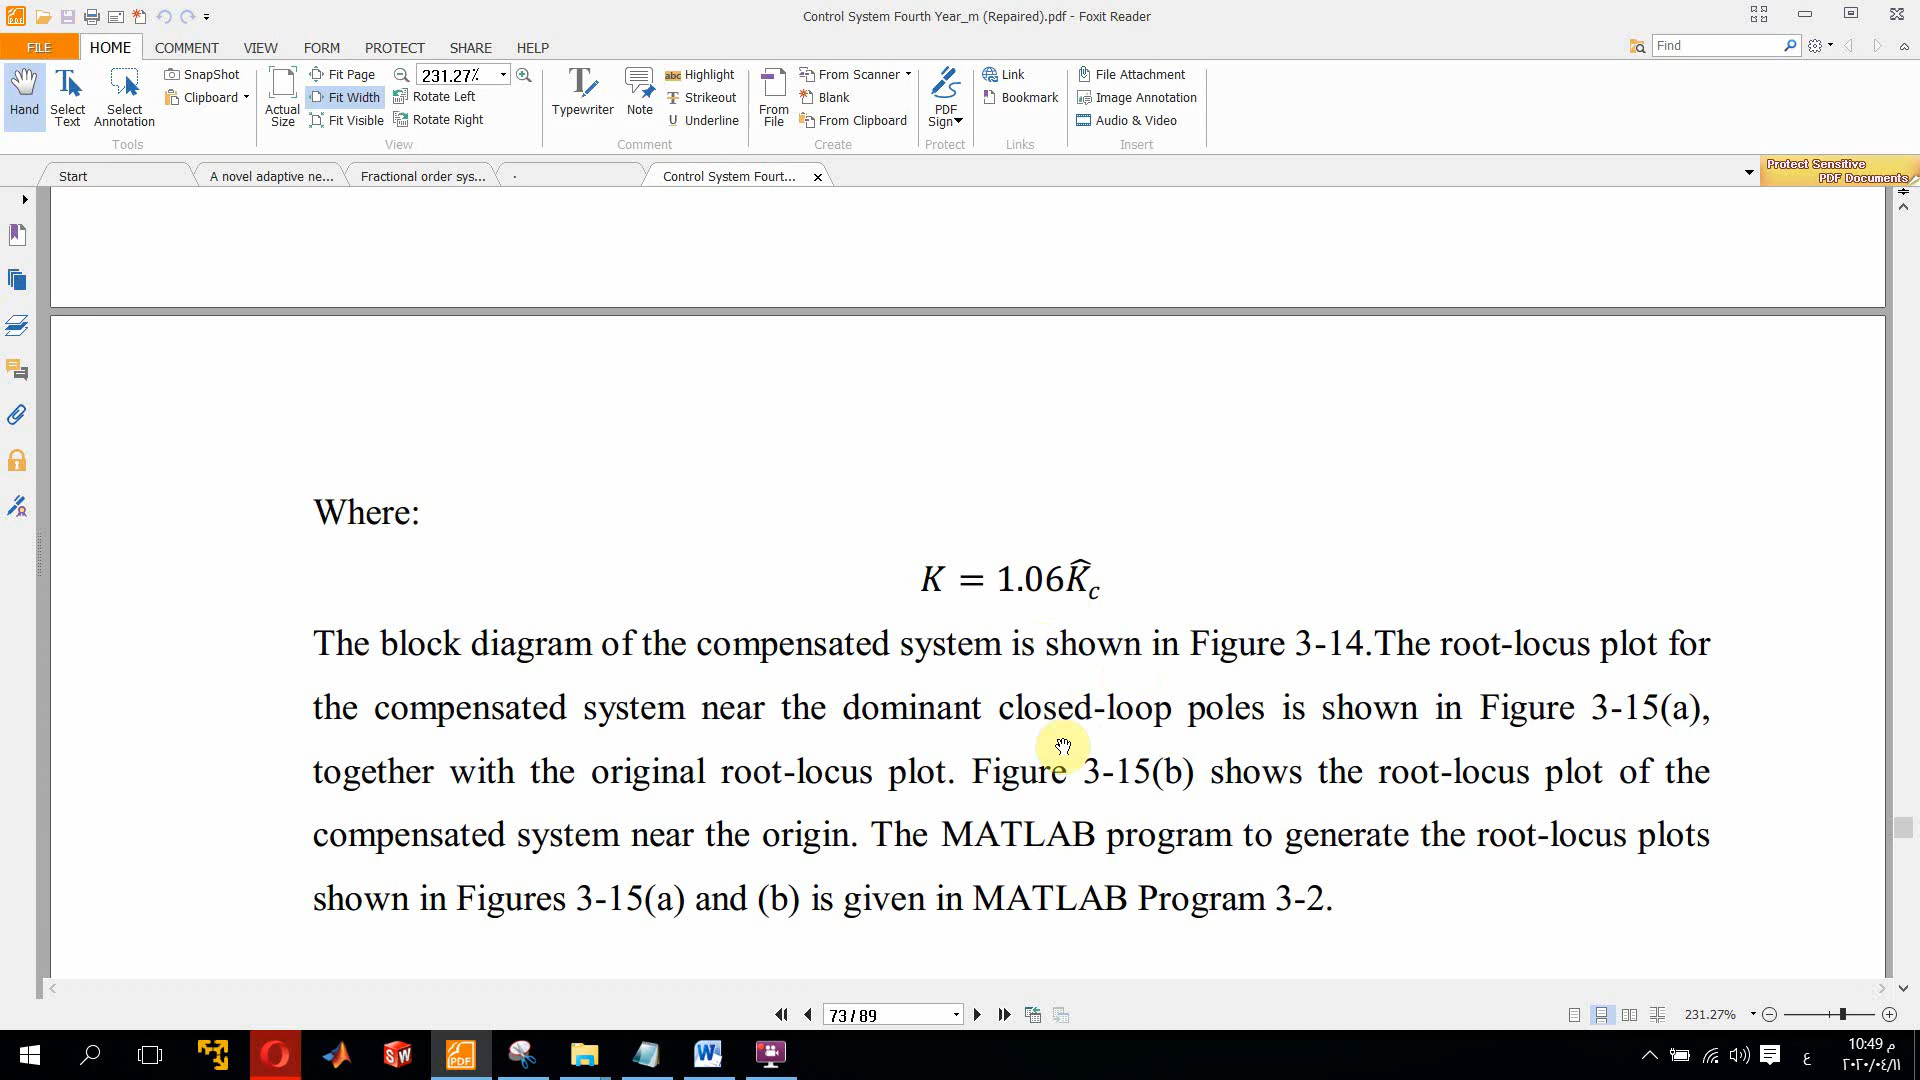 Control System Fourth Year_m (Repaired).pdf - Foxit Reader
FILE HOME COMMENT VIEW FORM PROTECT SHARE HELP
Find
Hand
Select Text
Select Annotation
SnapShot
Clipboard
Tools
Actual Size
Fit Page
Fit Width
Fit Visible
231.27%
Rotate Left
Rotate Right
View
Typewriter
Note
Highlight
Strikeout
Underline
Comment
From File
From Scanner
Blank
From Clipboard
Create
PDF Sign
Protect
Link
Bookmark
Links
File Attachment
Image Annotation
Audio & Video
Insert
Start
A novel adaptive ne...
Fractional order sys...
Control System Fourt...
Protect Sensitive
PDF Documents
Where:
K = 1.06K̂c
The block diagram of the compensated system is shown in Figure 3-14.The root-locus plot for
the compensated system near the dominant closed-loop poles is shown in Figure 3-15(a),
together with the original root-locus plot. Figure 3-15(b) shows the root-locus plot of the
compensated system near the origin. The MATLAB program to generate the root-locus plots
shown in Figures 3-15(a) and (b) is given in MATLAB Program 3-2.
73 / 89
231.27%
PDF
SW
W
ع
10:49 م
٢٠٢٠/٠٤/١١